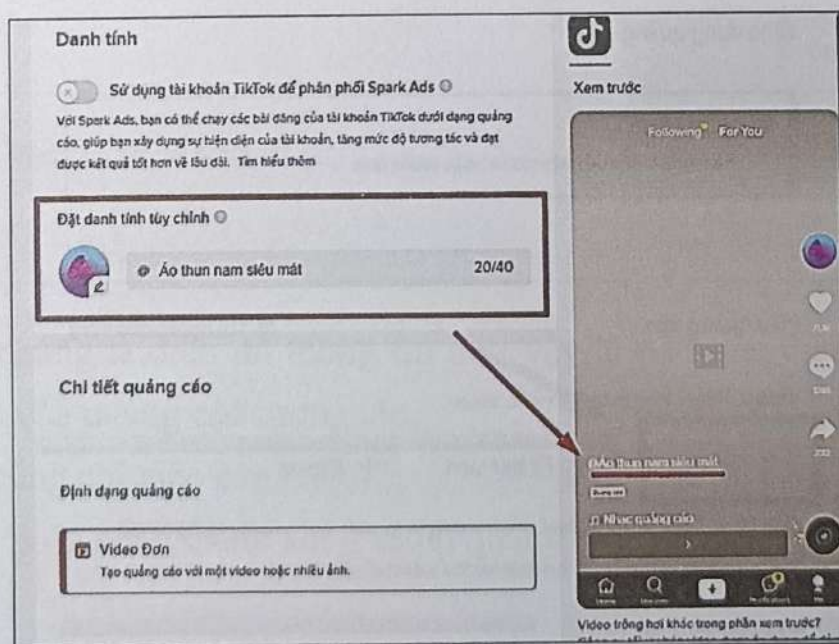 Danh tính
Sử dụng tài khoản TikTok để phân phối Spark Ads
Với Spark Ads, bạn có thể chạy các bài đăng của tài khoản TikTok dưới dạng quảng
cáo, giúp bạn xây dựng sự hiện diện của tài khoản, tăng mức độ tương tác và đạt
được kết quả tốt hơn về lâu dài. Tìm hiểu thêm
Đặt danh tính tùy chỉnh
Áo thun nam siêu mát 20/40
Chi tiết quảng cáo
Định dạng quảng cáo
Video Đơn
Tạo quảng cáo với một video hoặc nhiều ảnh.
Xem trước
Following For You
Áo thun nam siêu mát
Nhạc quảng cáo
Video trông hơi khác trong phần xem trước?